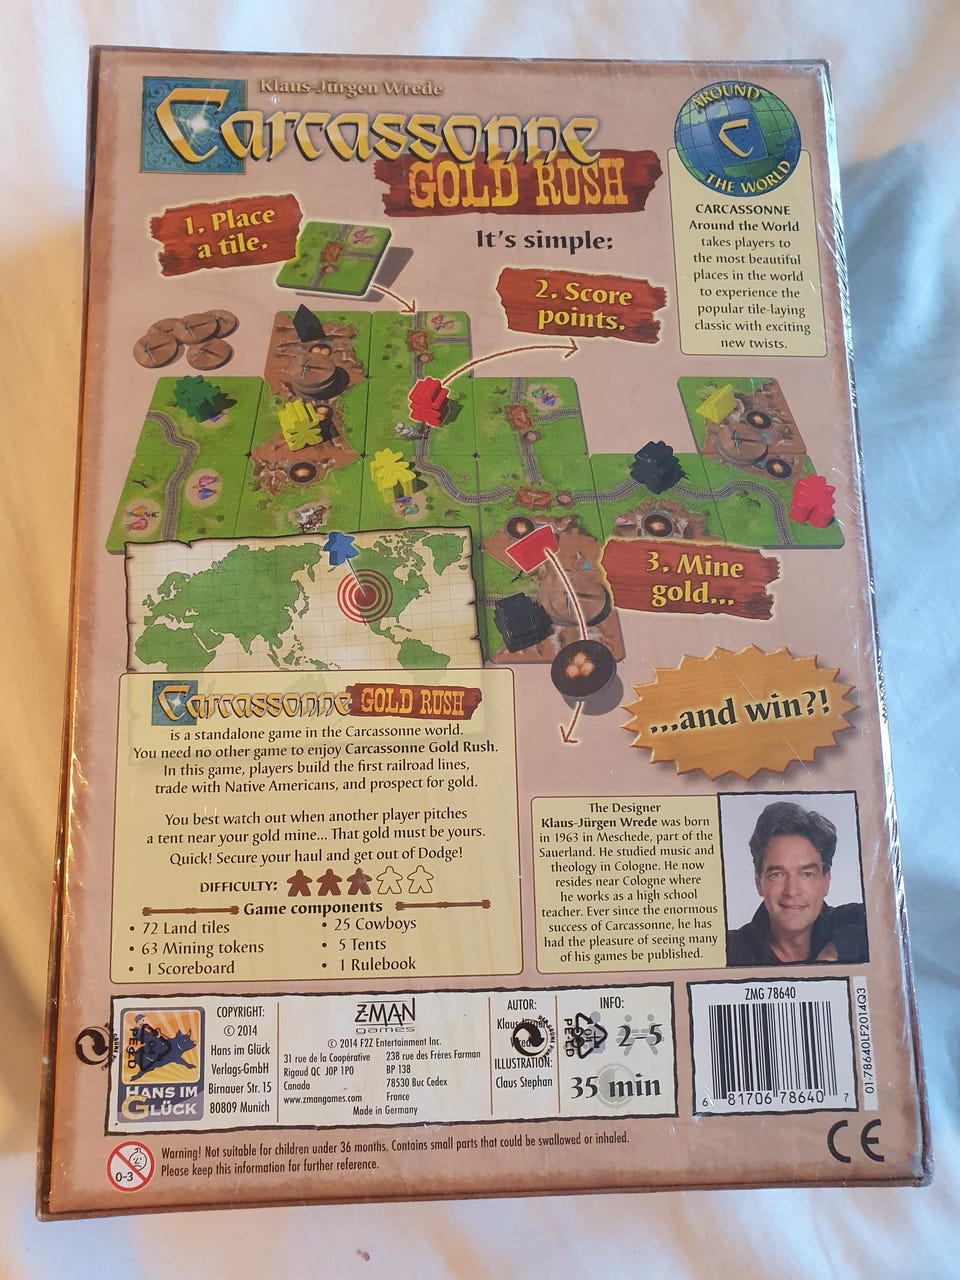 Klaus-Jürgen Wrede
Carcassonne
GOLD RUSH
AROUND
THE WORLD
CARCASSONNE
Around the World
takes players to
the most beautiful
places in the world
to experience the
popular tile-laying
classic with exciting
new twists.
1. Place
a tile.
It's simple:
2. Score
points.
3. Mine
gold...
...and win?!
Carcassonne GOLD RUSH
is a standalone game in the Carcassonne world.
You need no other game to enjoy Carcassonne Gold Rush.
In this game, players build the first railroad lines,
trade with Native Americans, and prospect for gold.
You best watch out when another player pitches
a tent near your gold mine... That gold must be yours.
Quick! Secure your haul and get out of Dodge!
DIFFICULTY:
Game components
• 72 Land tiles
• 63 Mining tokens
• 1 Scoreboard
• 25 Cowboys
• 5 Tents
• 1 Rulebook
The Designer
Klaus-Jürgen Wrede was born
in 1963 in Meschede, part of the
Sauerland. He studied music and
theology in Cologne. He now
resides near Cologne where
he works as a high school
teacher. Ever since the enormous
success of Carcassonne, he has
had the pleasure of seeing many
of his games be published.
HANS IM
GLÜCK
COPYRIGHT:
© 2014
Hans im Glück
Verlags-GmbH
Birnauer Str. 15
80809 Munich
Z-MAN
games
© 2014 F2Z Entertainment Inc.
31 rue de la Coopérative
Rigaud QC J0P 1P0
Canada
www.zmangames.com
238 rue des Frères Farman
BP 138
78530 Buc Cedex
France
Made in Germany
AUTOR:
Klaus-Jürgen
Wrede
ILLUSTRATION:
Claus Stephan
INFO:
2-5
35 min
ZMG 78640
6 81706 78640 7
01-78640LF2014Q3
CE
0-3
Warning! Not suitable for children under 36 months. Contains small parts that could be swallowed or inhaled.
Please keep this information for further reference.